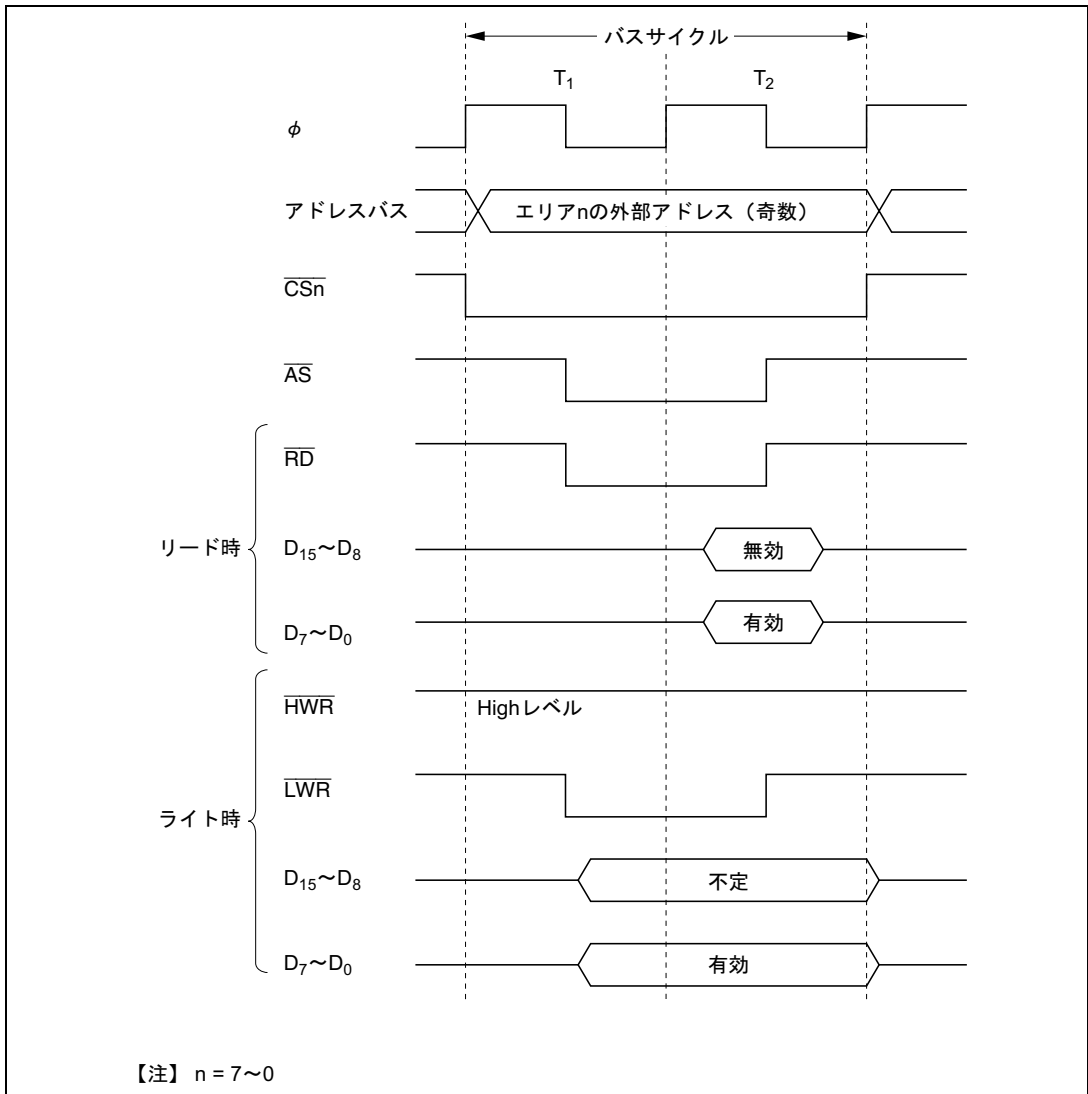 バスサイクル
T1 T2
φ
アドレスバス エリアnの外部アドレス（奇数）
CSn
AS
RD
リード時 D15～D8 無効
D7～D0 有効
HWR Highレベル
LWR
ライト時
D15～D8 不定
D7～D0 有効
【注】 n = 7～0